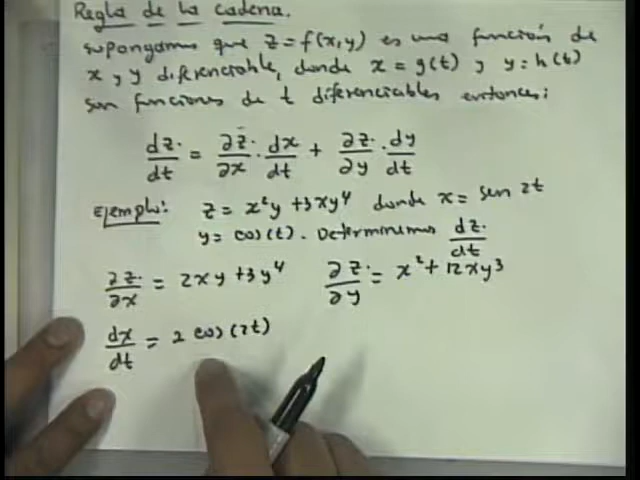 Regla de la cadena.
supongamos que z = f(x,y) es una función de
x, y diferenciable, donde x = g(t) y y = h(t)
son funciones de t diferenciables entonces:
dz/dt = ∂z/∂x · dx/dt + ∂z/∂y · dy/dt
Ejemplo: z = x²y + 3xy⁴ donde x = sen 2t
y = cos(t). Determinemos dz/dt
∂z/∂x = 2xy + 3y⁴ ∂z/∂y = x² + 12xy³
dx/dt = 2 cos(2t)